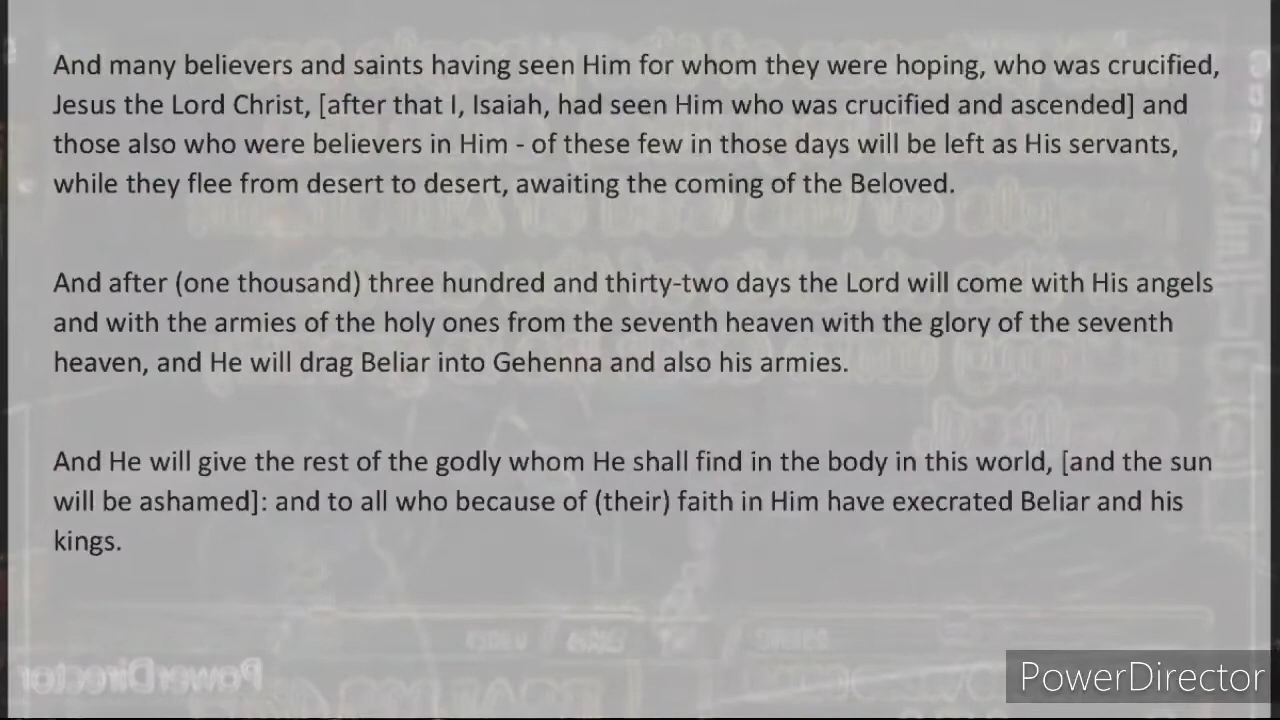 And many believers and saints having seen Him for whom they were hoping, who was crucified,
Jesus the Lord Christ, [after that I, Isaiah, had seen Him who was crucified and ascended] and
those also who were believers in Him - of these few in those days will be left as His servants,
while they flee from desert to desert, awaiting the coming of the Beloved.
And after (one thousand) three hundred and thirty-two days the Lord will come with His angels
and with the armies of the holy ones from the seventh heaven with the glory of the seventh
heaven, and He will drag Beliar into Gehenna and also his armies.
And He will give the rest of the godly whom He shall find in the body in this world, [and the sun
will be ashamed]: and to all who because of (their) faith in Him have execrated Beliar and his
kings.
PowerDirector